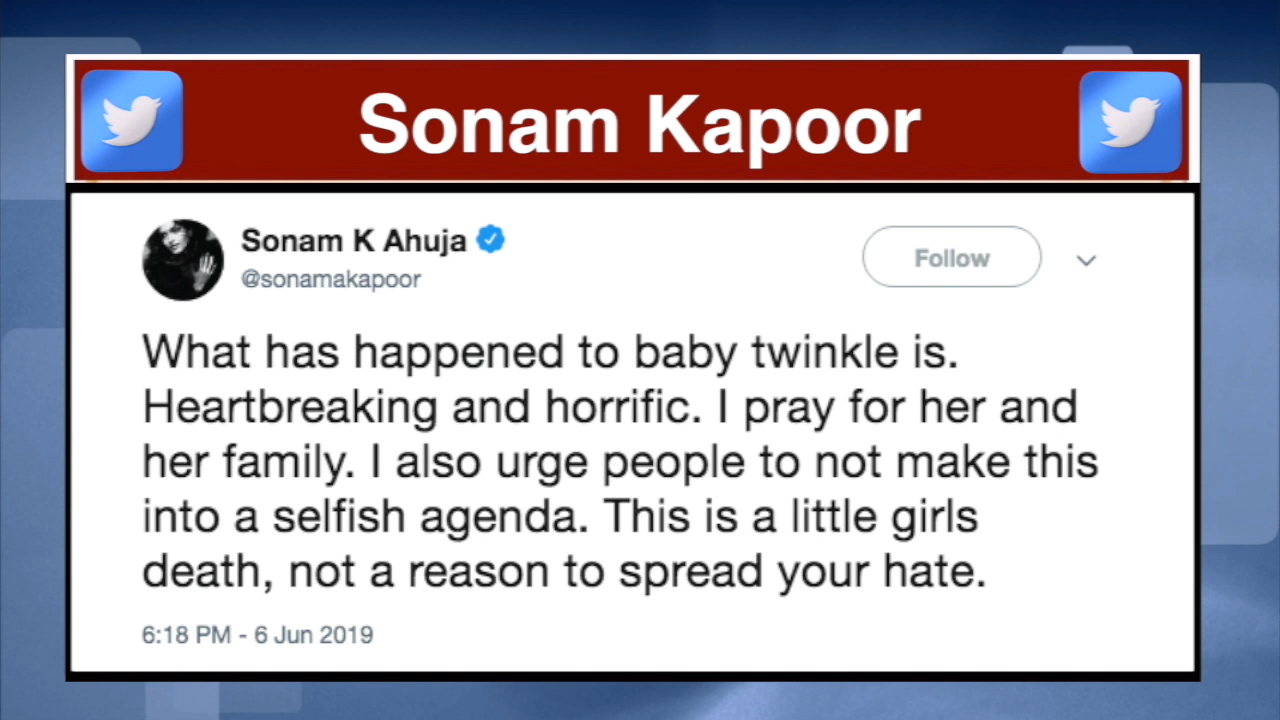 Sonam Kapoor
Sonam K Ahuja
@sonamakapoor
Follow
What has happened to baby twinkle is.
Heartbreaking and horrific. I pray for her and
her family. I also urge people to not make this
into a selfish agenda. This is a little girls
death, not a reason to spread your hate.
6:18 PM - 6 Jun 2019